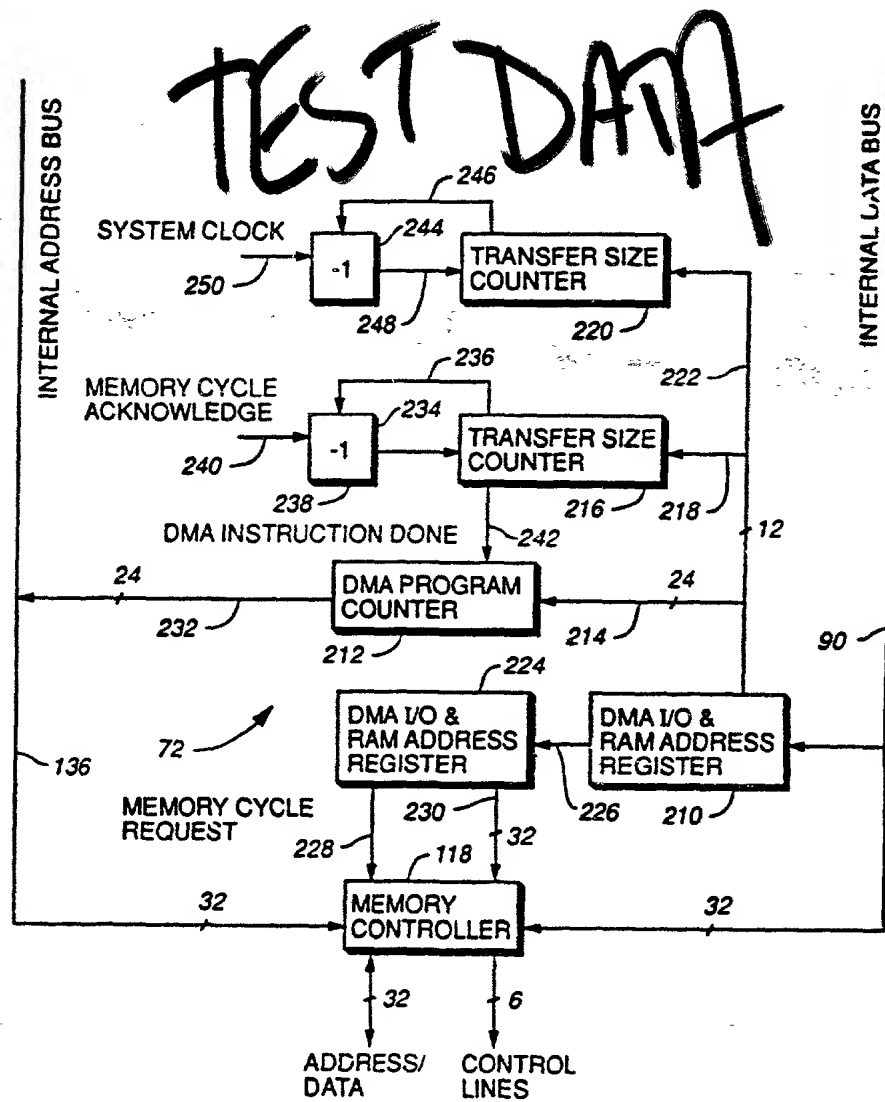 TEST DATA
INTERNAL ADDRESS BUS
INTERNAL DATA BUS
246
SYSTEM CLOCK
244
250
-1
248
TRANSFER SIZE
COUNTER
220
222
236
MEMORY CYCLE
ACKNOWLEDGE
234
240
-1
238
TRANSFER SIZE
COUNTER
216
218
12
DMA INSTRUCTION DONE
242
24
232
DMA PROGRAM
COUNTER
212
24
214
90
224
72
136
DMA I/O &
RAM ADDRESS
REGISTER
226
DMA I/O &
RAM ADDRESS
REGISTER
210
MEMORY CYCLE
REQUEST
228
230
32
118
32
MEMORY
CONTROLLER
32
32
6
ADDRESS/
DATA
CONTROL
LINES